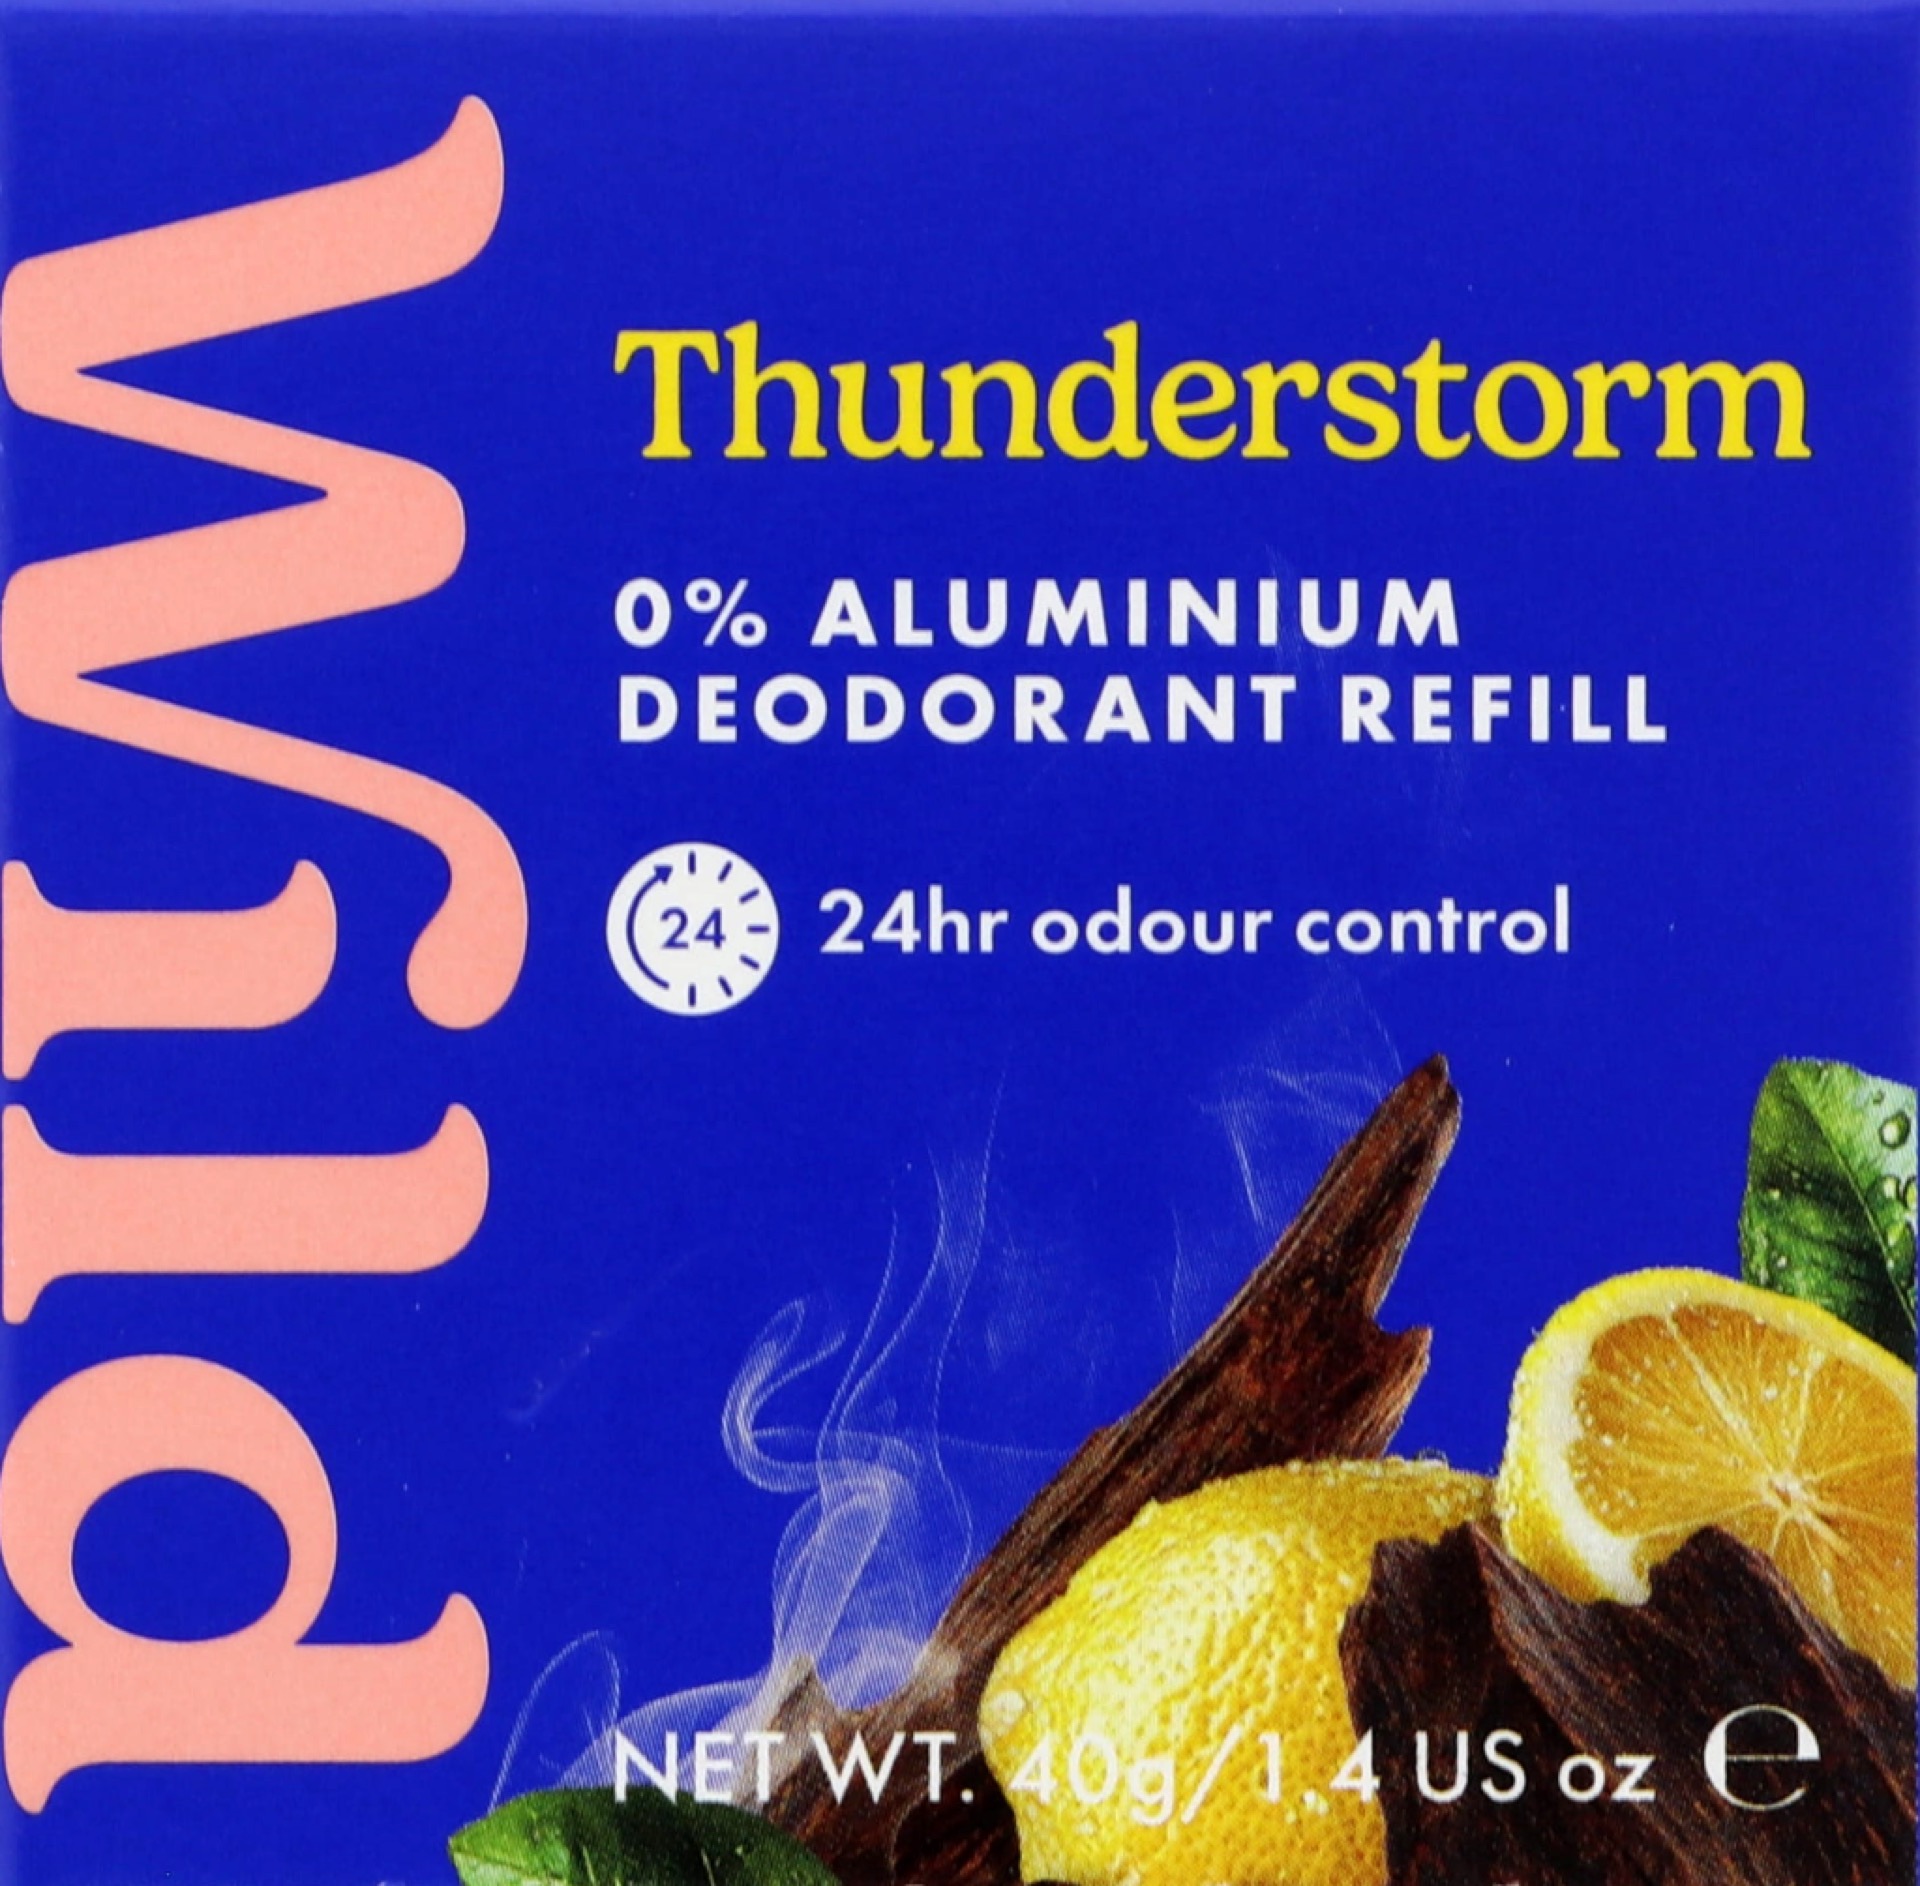 Wild
Thunderstorm
0% ALUMINIUM
DEODORANT REFILL
24
24hr odour control
NET WT. 40g/1.4 US oz ℮